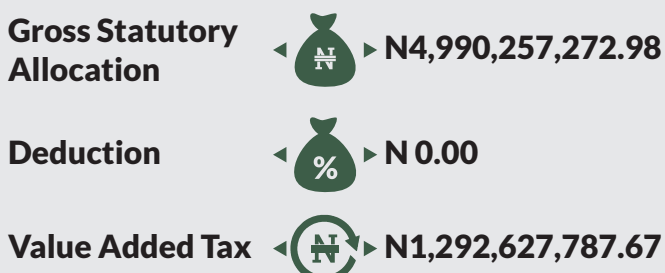 Gross Statutory
Allocation
₦
N4,990,257,272.98
Deduction
%
N 0.00
Value Added Tax
₦
N1,292,627,787.67